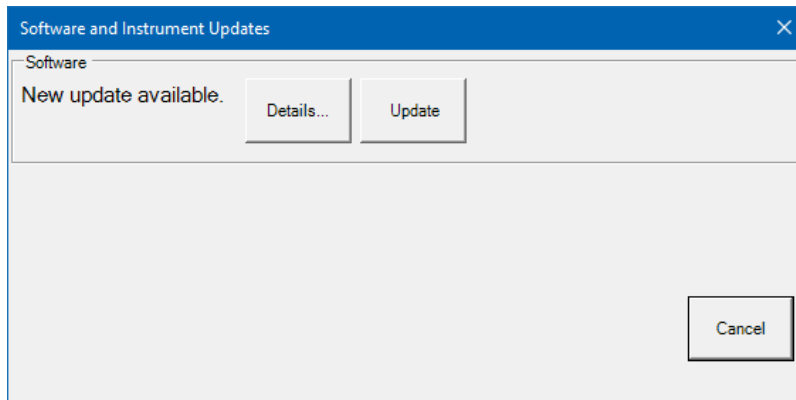 Software and Instrument Updates
Software
New update available.
Details...
Update
Cancel